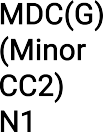 MDC(G)
(Minor
CC2)
N1